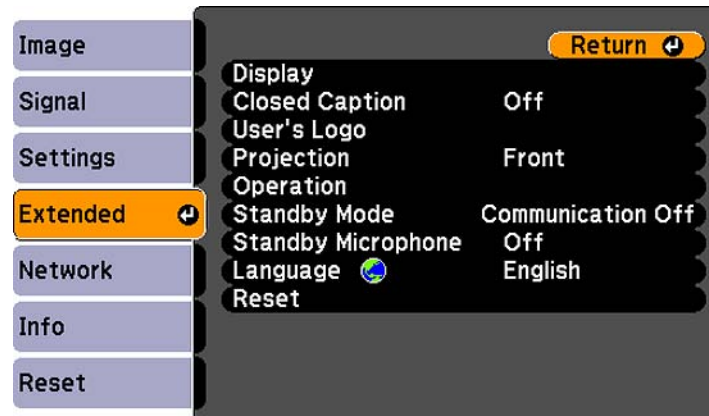 Image
Signal
Settings
Extended
Network
Info
Reset
Return
Display
Closed Caption Off
User's Logo
Projection Front
Operation
Standby Mode Communication Off
Standby Microphone Off
Language English
Reset